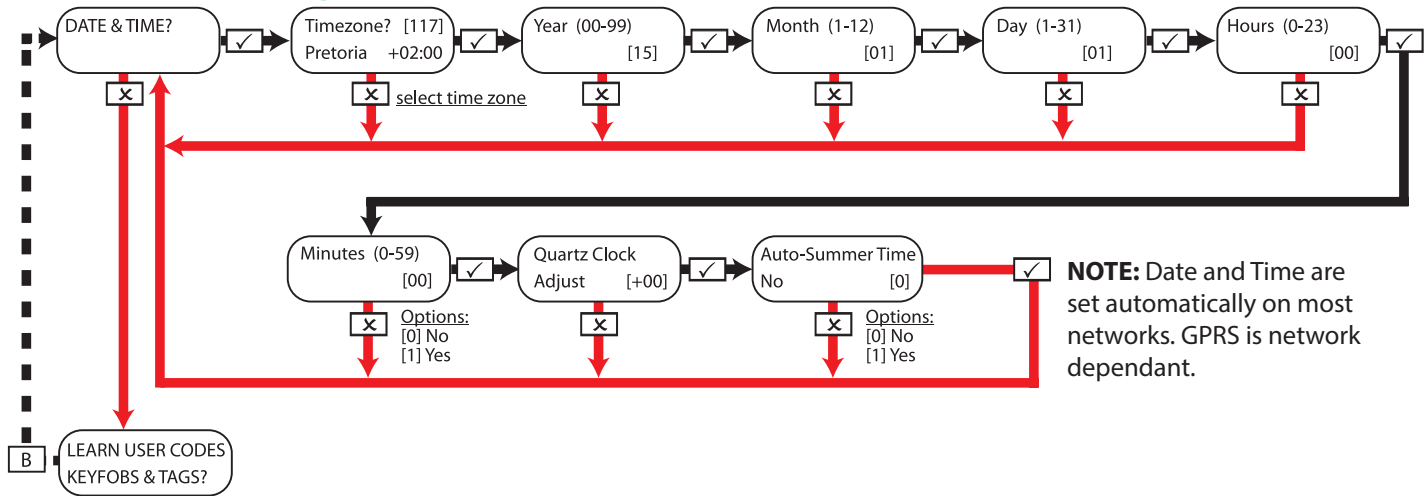 DATE & TIME?
✓
Timezone? [117]
Pretoria +02:00
✓
Year (00-99)
[15]
✓
Month (1-12)
[01]
✓
Day (1-31)
[01]
✓
Hours (0-23)
[00]
✓
x
x
select time zone
x
x
x
x
Minutes (0-59)
[00]
✓
Quartz Clock
Adjust [+00]
✓
Auto-Summer Time
No [0]
✓
x
Options:
[0] No
[1] Yes
x
x
Options:
[0] No
[1] Yes
NOTE: Date and Time are
set automatically on most
networks. GPRS is network
dependant.
B
LEARN USER CODES
KEYFOBS & TAGS?